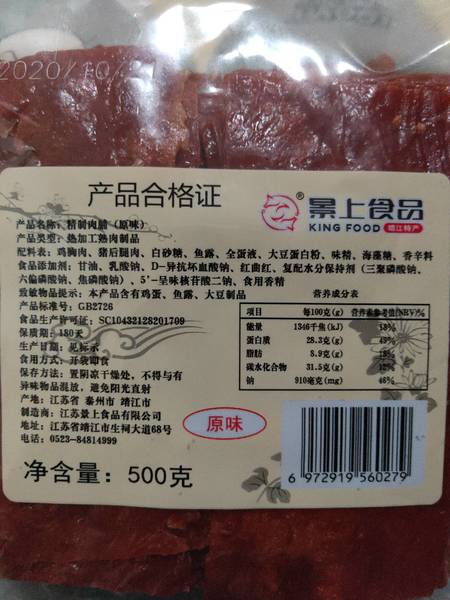 2020/10/
产品合格证
®
景上食品
KING FOOD
靖江特产
产品名称：精制肉脯（原味）
产品类型：热加工熟肉制品
配料表：鸡胸肉、猪后腿肉、白砂糖、鱼露、全蛋液、大豆蛋白粉、味精、海藻糖、香辛料
食品添加剂：甘油、乳酸钠、D-异抗坏血酸钠、红曲红、复配水分保持剂（三聚磷酸钠、
六偏磷酸钠、焦磷酸钠）、5'-呈味核苷酸二钠、食用香精
致敏物提示：本产品含有鸡蛋、鱼露、大豆制品
产品标准号：GB2726
食品生产许可证：SC10432128201709
保质期：180天
生产日期：见标示
食用方式：开袋即食
保存方法：置阴凉干燥处，不得与有
异味物品混放，避免阳光直射
产地：江苏省 泰州市 靖江市
制造商：江苏景上食品有限公司
地址：江苏省靖江市生祠大道68号
电话：0523-84814999
营养成分表
项目 每100克(g) 营养素参考值(NRV)%
能量 1346千焦(kJ)
蛋白质 28.3克(g)
脂肪 8.9克(g)
碳水化合物 31.5克(g)
钠 910毫克(mg) 46%
原味
净含量：500克
6 972919 560279